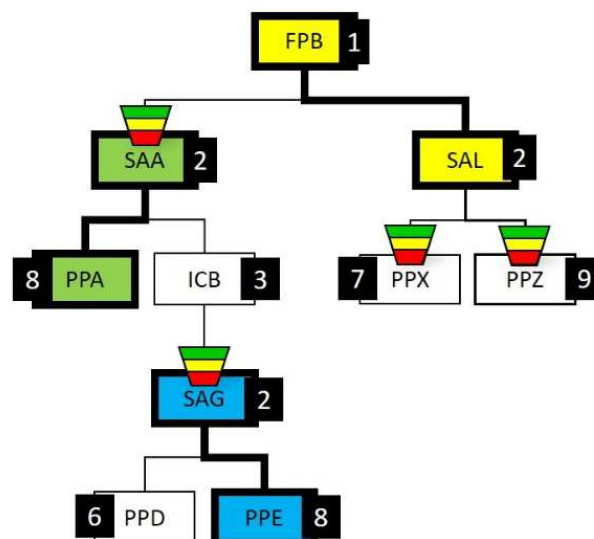 FPB 1
SAA 2 SAL 2
8 PPA ICB 3 7 PPX PPZ 9
SAG 2
6 PPD PPE 8